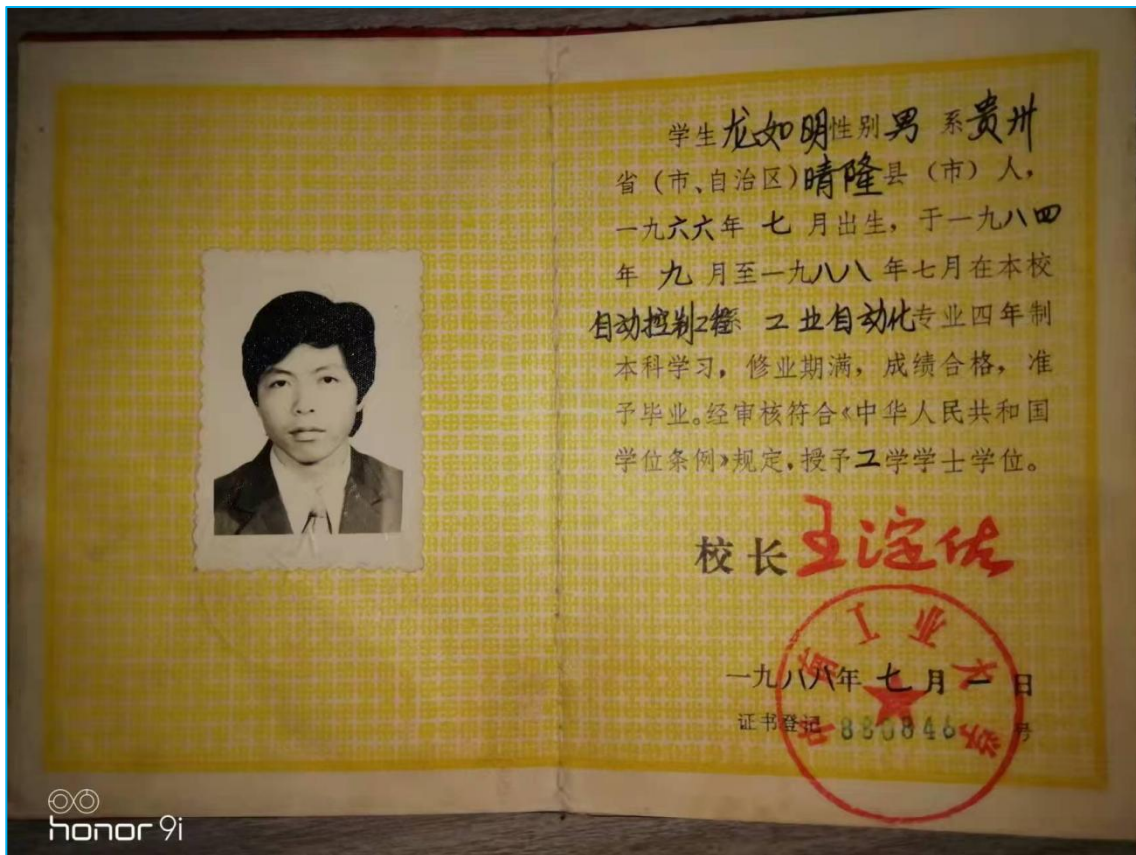 学生龙如明性别男 系贵州
省（市、自治区）晴隆县（市）人，
一九六六年 七 月出生，于一九八四
年 九 月至一九八八 年七月在本校
自动控制工程系 工业自动化专业四年制
本科学习，修业期满，成绩合格，准
予毕业。经审核符合《中华人民共和国
学位条例》规定，授予工学学士学位。
校长王淀佐
中南工业大学
一九八八年 七 月 一 日
证书登记 880846 号
honor 9i